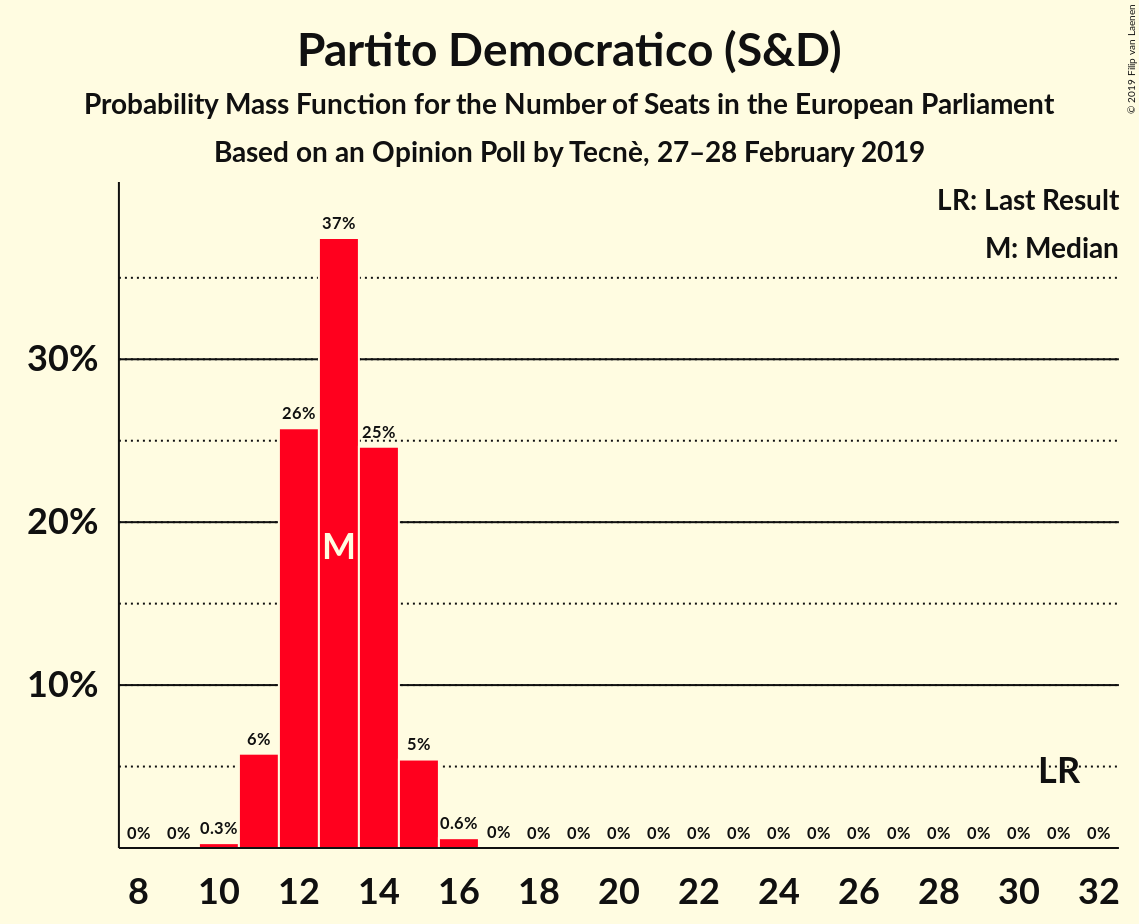 Partito Democratico (S&D)
Probability Mass Function for the Number of Seats in the European Parliament
Based on an Opinion Poll by Tecnè, 27–28 February 2019
© 2019 Filip van Laenen
LR: Last Result
M: Median
30%
20%
10%
0% 0% 0.3% 6% 26% 37% 25% 5% 0.6% 0% 0% 0% 0% 0% 0% 0% 0% 0% 0% 0% 0% 0% 0% 0% 0%
M
LR
8 10 12 14 16 18 20 22 24 26 28 30 32